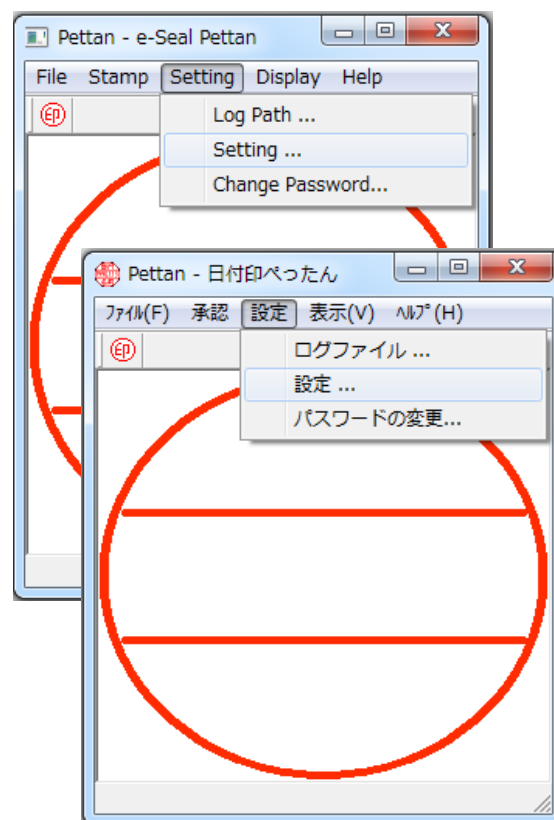 Pettan - e-Seal Pettan
File Stamp Setting Display Help
㊞
Log Path ...
Setting ...
Change Password...
Pettan - 日付印ぺったん
ﾌｧｲﾙ(F) 承認 設定 表示(V) ﾍﾙﾌﾟ(H)
㊞
ログファイル ...
設定 ...
パスワードの変更...